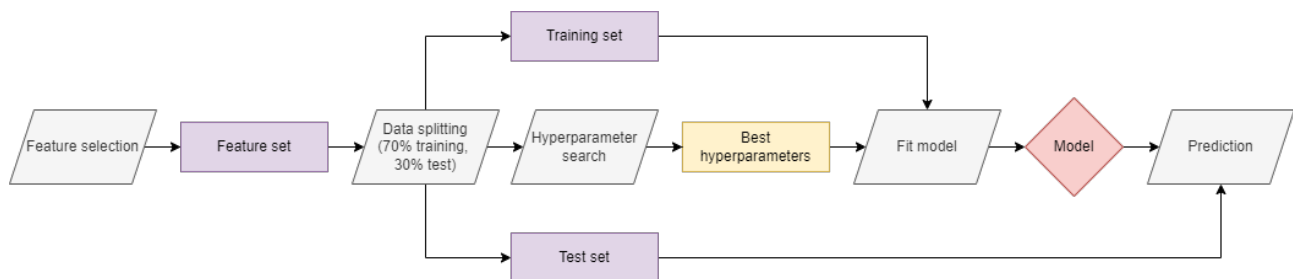 Training set
Feature selection
Feature set
Data splitting
(70% training,
30% test)
Hyperparameter
search
Best
hyperparameters
Fit model
Model
Prediction
Test set